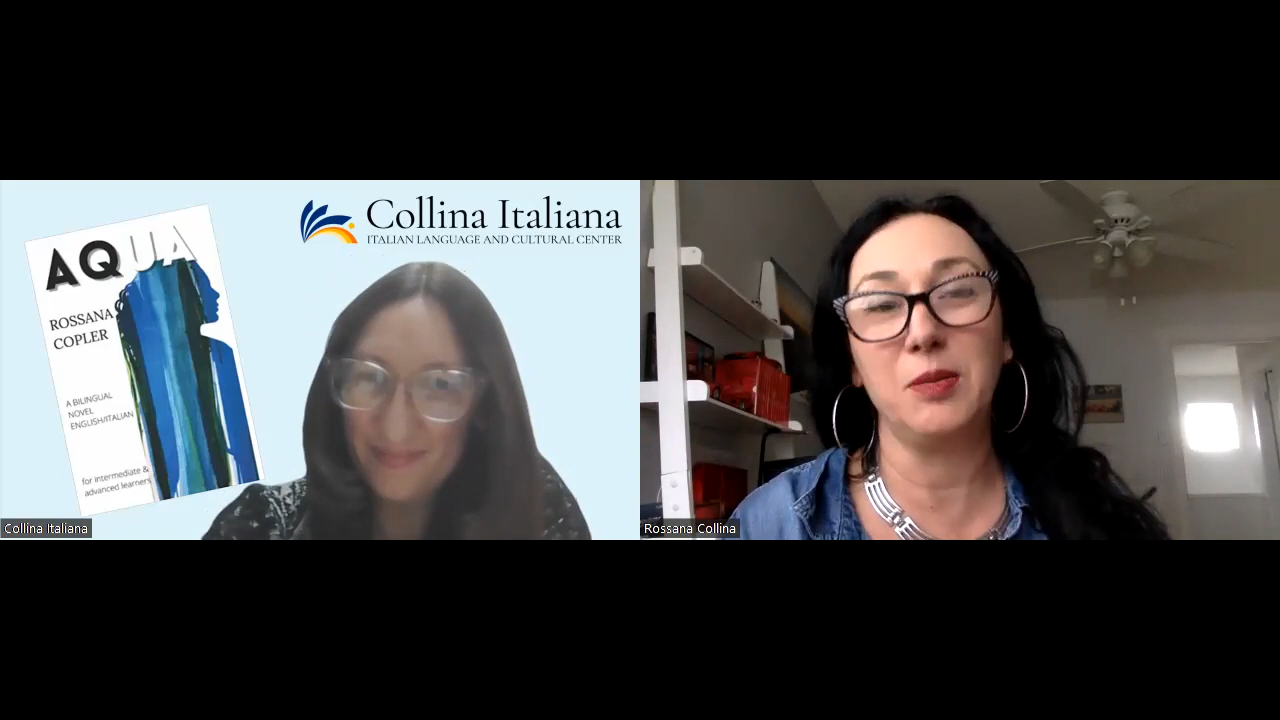 Collina Italiana
ITALIAN LANGUAGE AND CULTURAL CENTER
AQUA
ROSSANA
COPLER
A BILINGUAL
NOVEL
ENGLISH/ITALIAN
for intermediate &
advanced learners
Collina Italiana
Rossana Collina